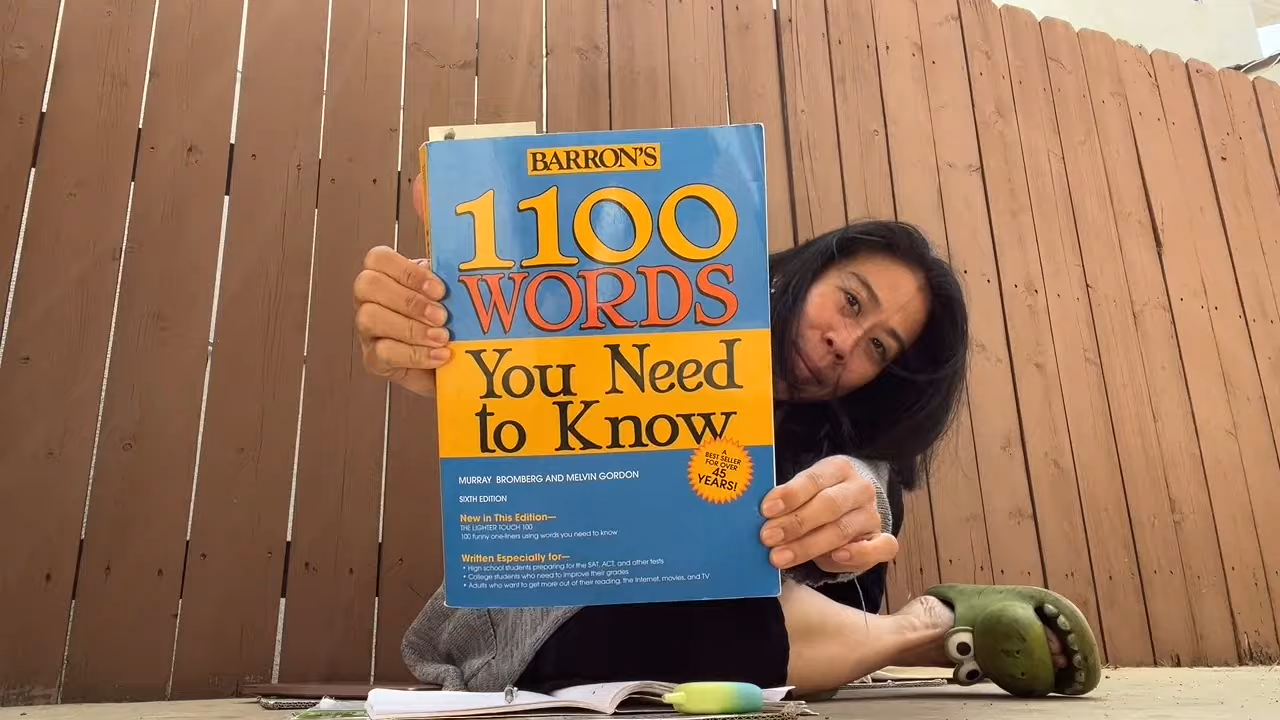 BARRON'S
1100
WORDS
You Need
to Know
A
BEST SELLER
FOR OVER
45
YEARS!
MURRAY BROMBERG AND MELVIN GORDON
SIXTH EDITION
New in This Edition—
THE LIGHTER TOUCH 100
100 funny one-liners using words you need to know
Written Especially for—
• High school students preparing for the SAT, ACT, and other tests
• College students who need to improve their grades
• Adults who want to get more out of their reading, the Internet, movies, and TV